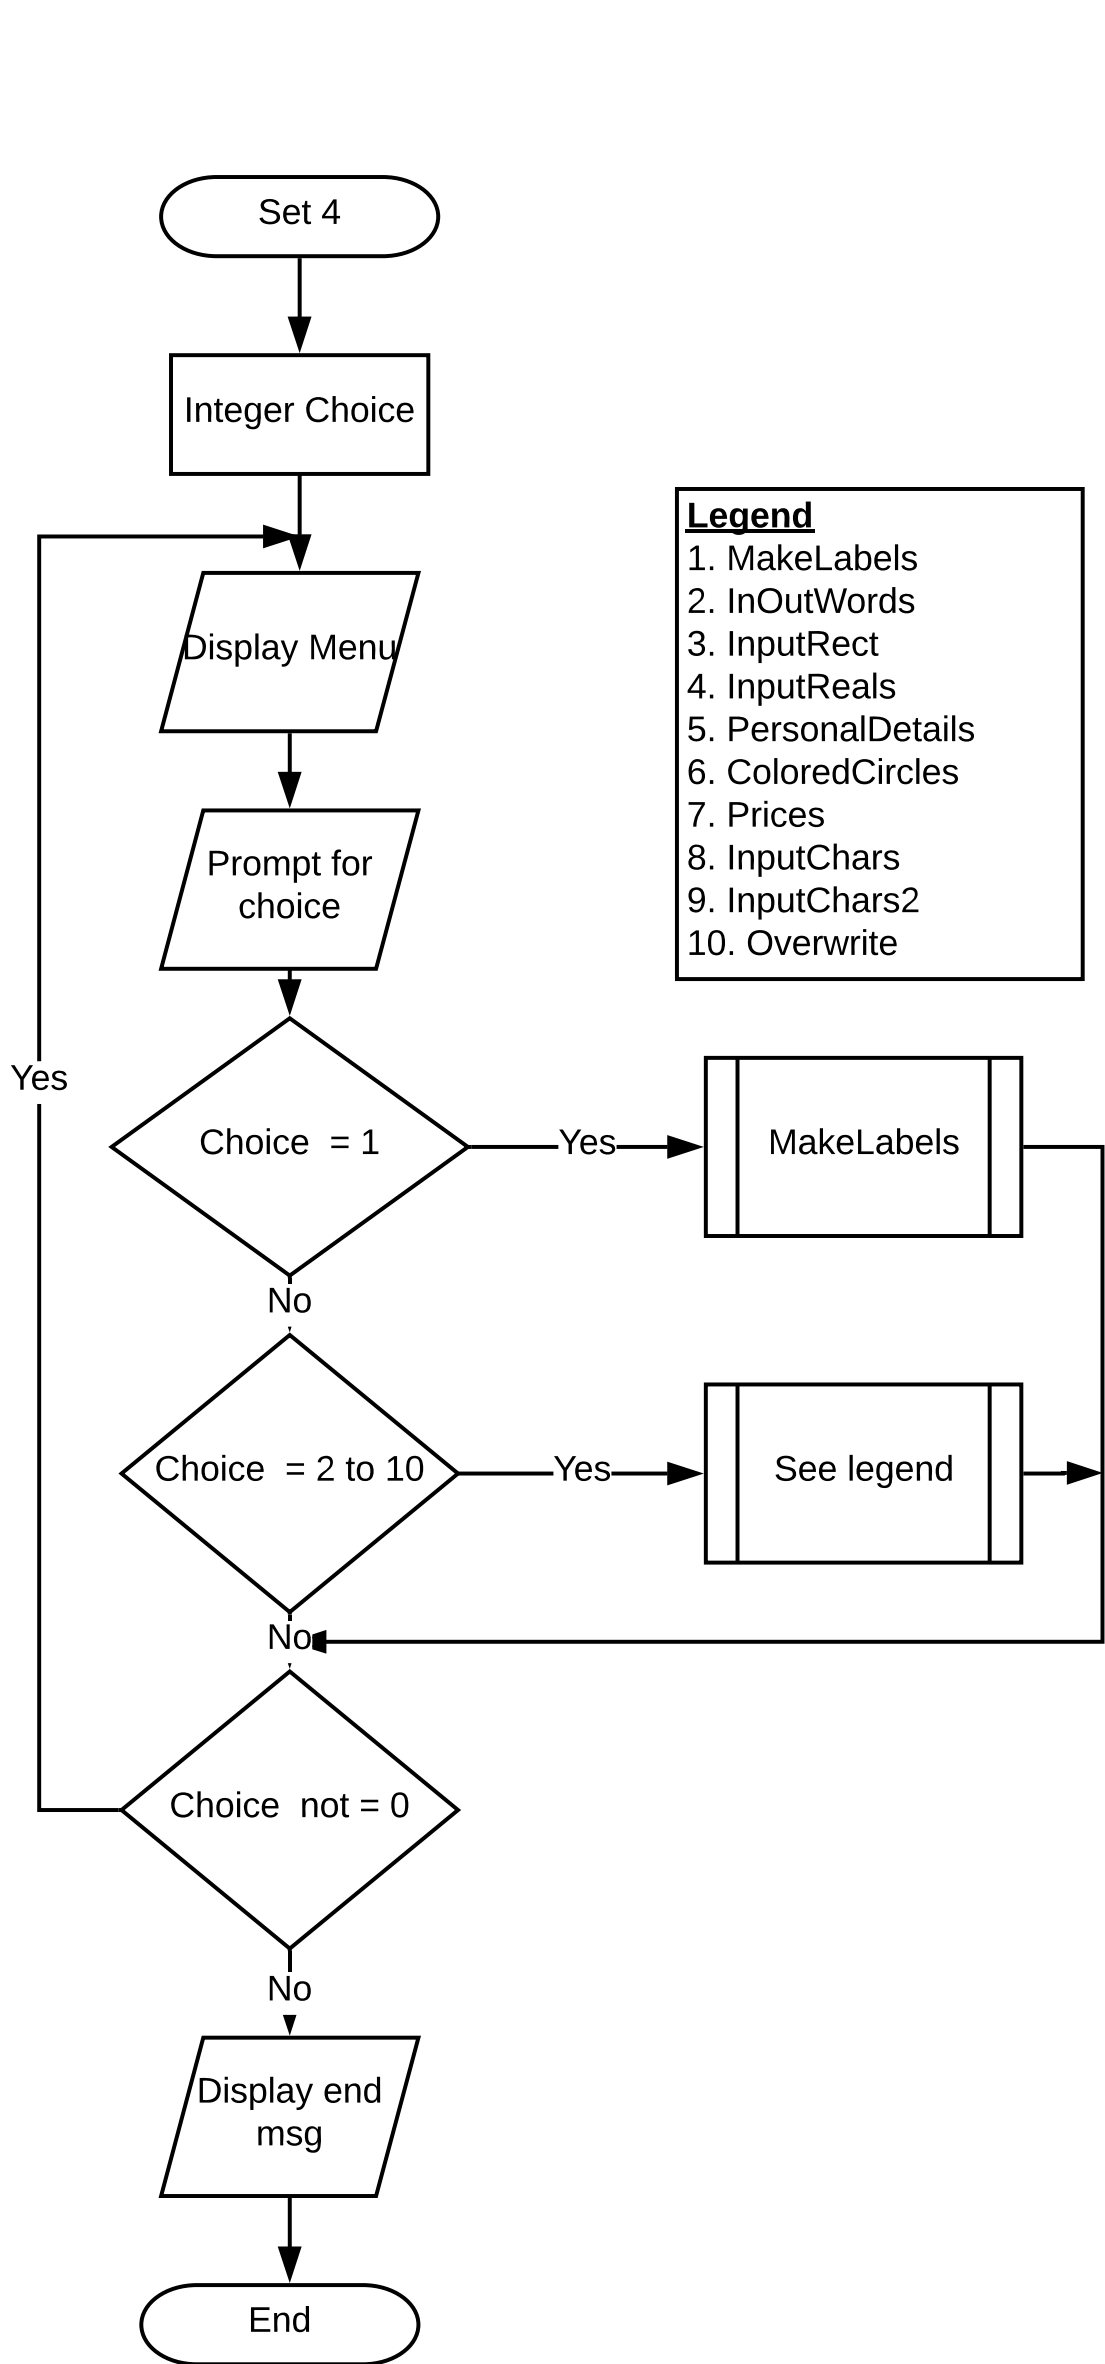 Set 4
Integer Choice
Legend
1. MakeLabels
2. InOutWords
3. InputRect
4. InputReals
5. PersonalDetails
6. ColoredCircles
7. Prices
8. InputChars
9. InputChars2
10. Overwrite
Display Menu
Prompt for
choice
Yes
Choice  = 1
Yes
MakeLabels
No
Choice  = 2 to 10
Yes
See legend
No
Choice  not = 0
No
Display end
msg
End